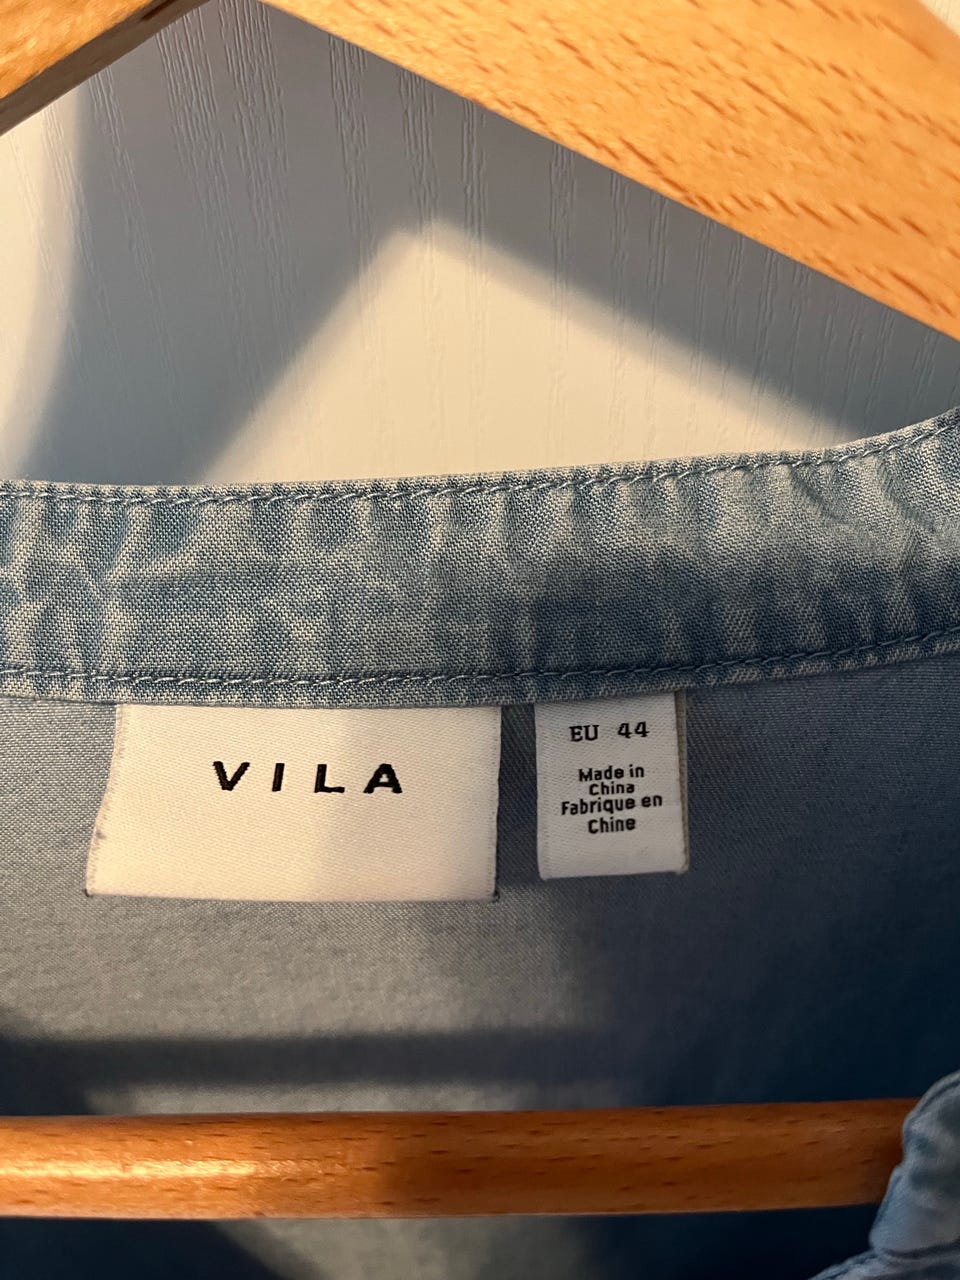 VILA
EU 44
Made in
China
Fabrique en
Chine